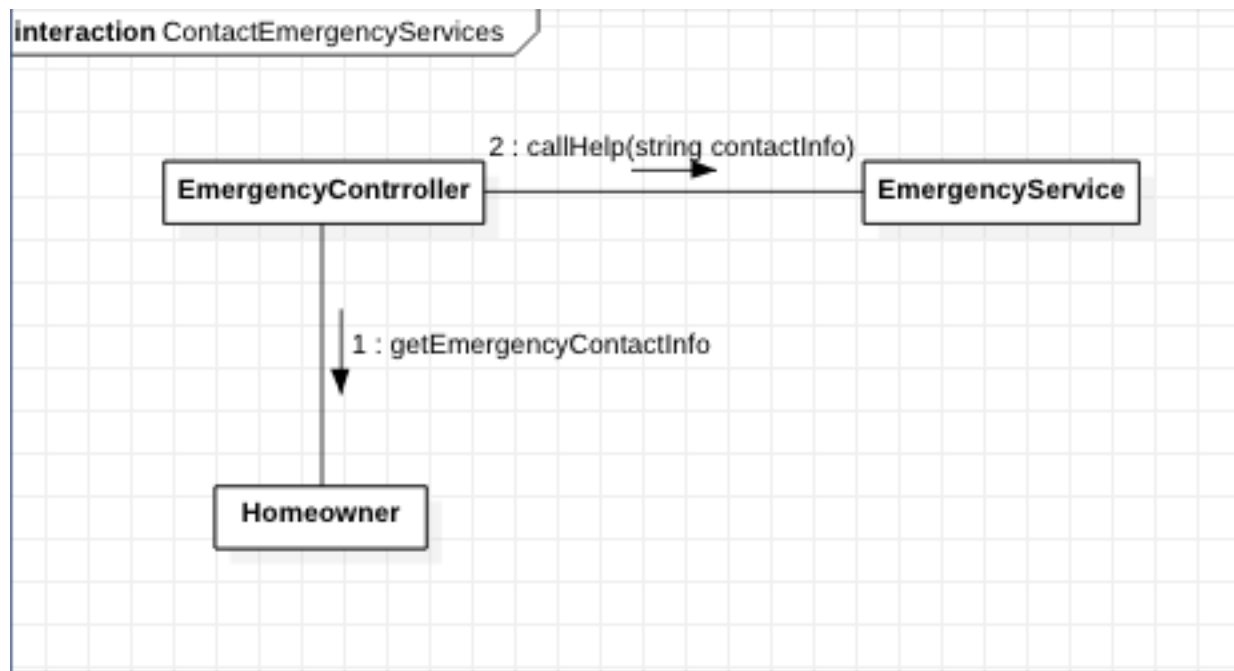 interaction ContactEmergencyServices
2 : callHelp(string contactInfo)
EmergencyContrroller
EmergencyService
1 : getEmergencyContactInfo
Homeowner